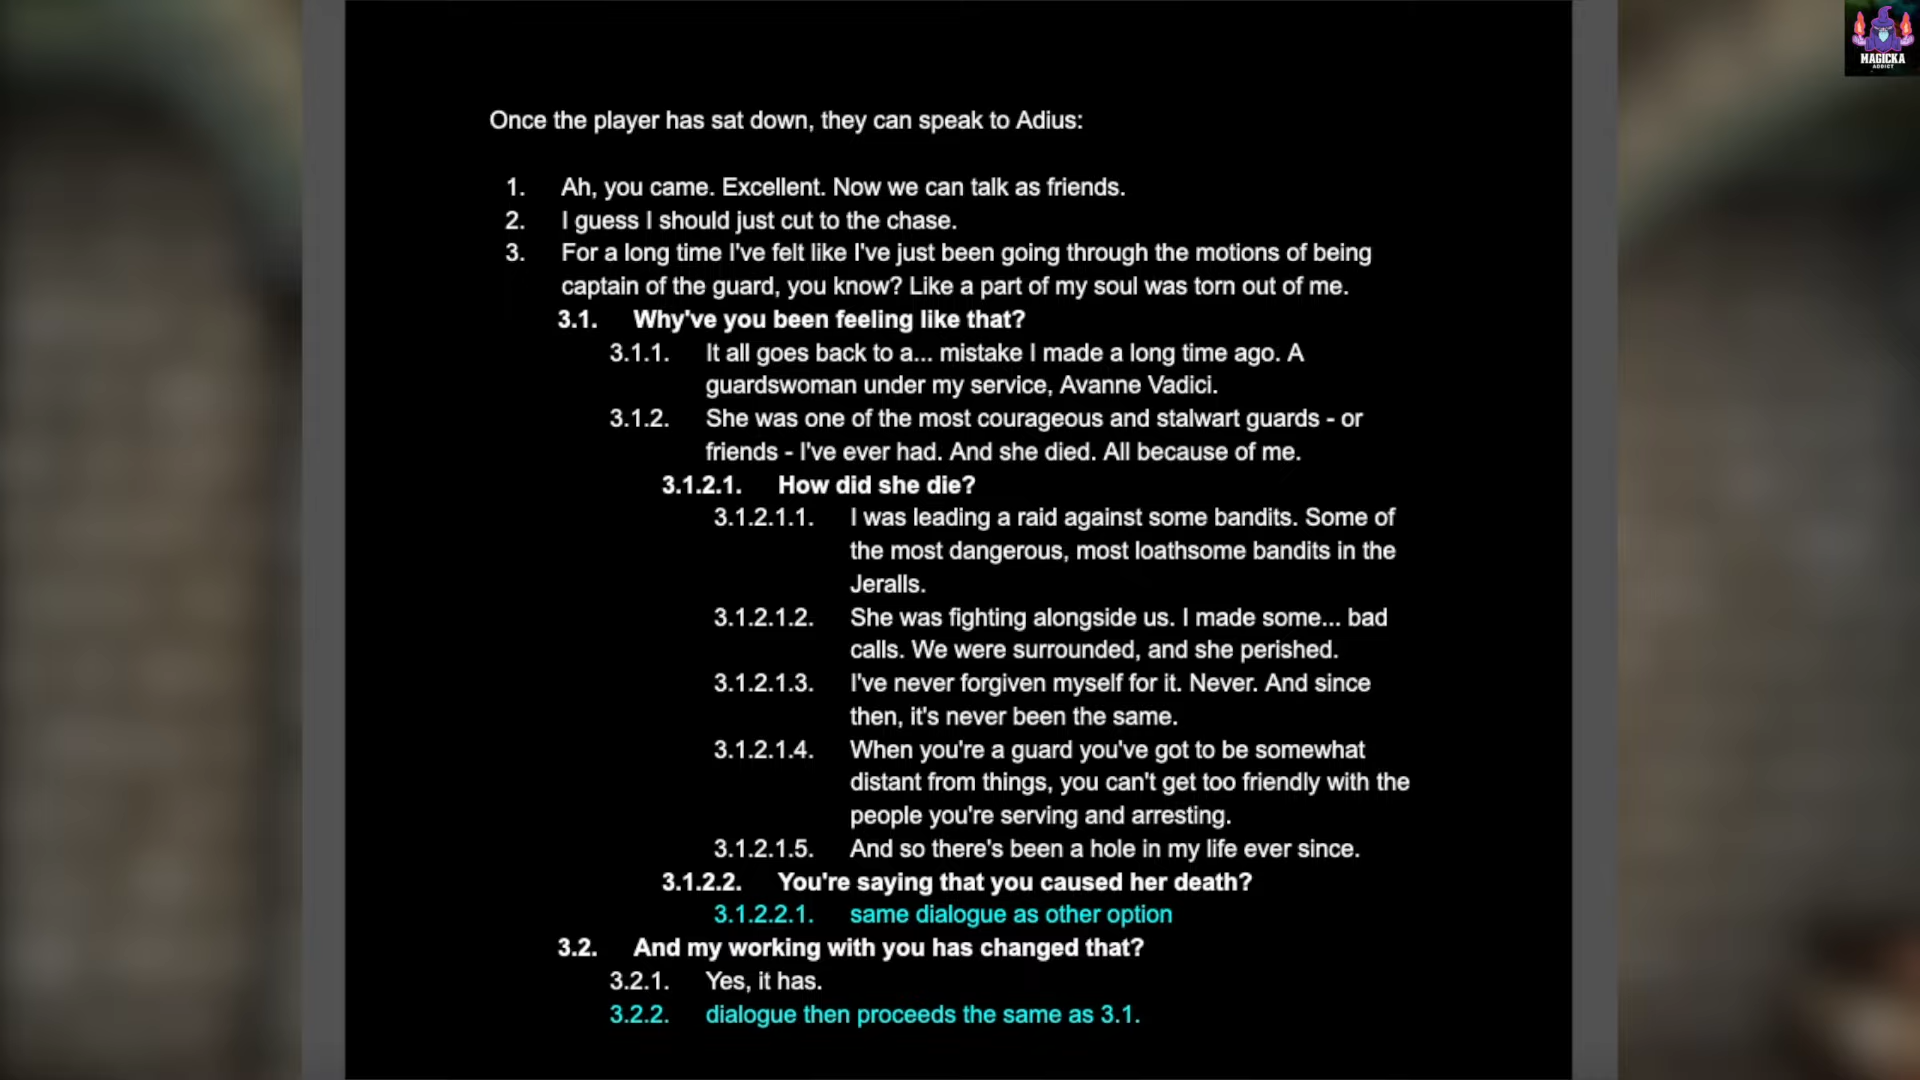 MAGICKA
ADDICT
Once the player has sat down, they can speak to Adius:
1. Ah, you came. Excellent. Now we can talk as friends.
2. I guess I should just cut to the chase.
3. For a long time I've felt like I've just been going through the motions of being
captain of the guard, you know? Like a part of my soul was torn out of me.
3.1. Why've you been feeling like that?
3.1.1. It all goes back to a... mistake I made a long time ago. A
guardswoman under my service, Avanne Vadici.
3.1.2. She was one of the most courageous and stalwart guards - or
friends - I've ever had. And she died. All because of me.
3.1.2.1. How did she die?
3.1.2.1.1. I was leading a raid against some bandits. Some of
the most dangerous, most loathsome bandits in the
Jeralls.
3.1.2.1.2. She was fighting alongside us. I made some... bad
calls. We were surrounded, and she perished.
3.1.2.1.3. I've never forgiven myself for it. Never. And since
then, it's never been the same.
3.1.2.1.4. When you're a guard you've got to be somewhat
distant from things, you can't get too friendly with the
people you're serving and arresting.
3.1.2.1.5. And so there's been a hole in my life ever since.
3.1.2.2. You're saying that you caused her death?
3.1.2.2.1. same dialogue as other option
3.2. And my working with you has changed that?
3.2.1. Yes, it has.
3.2.2. dialogue then proceeds the same as 3.1.